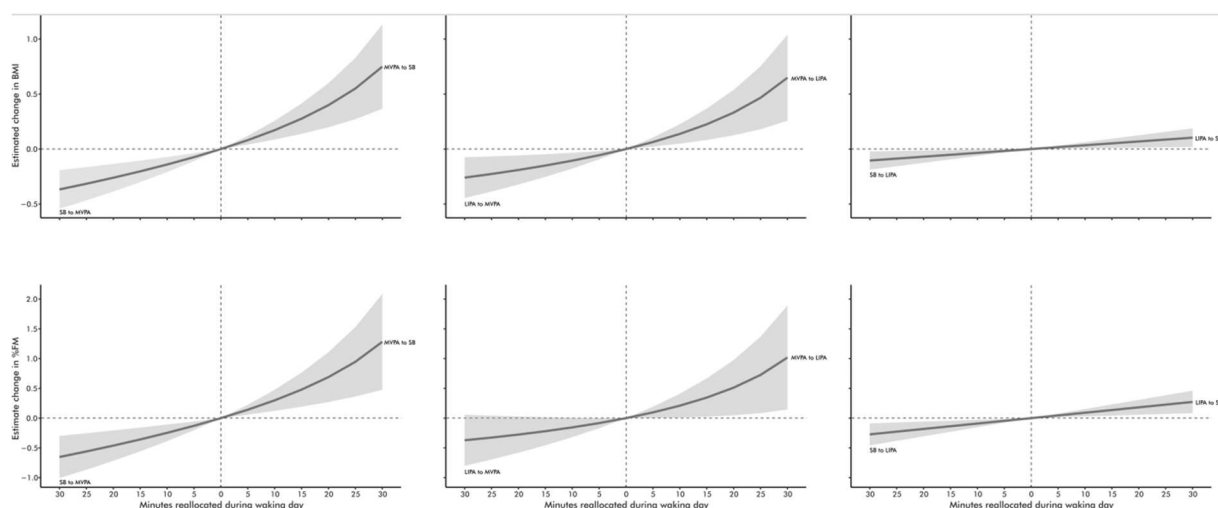 Estimated change in BMI
1.0
0.5
0.0
−0.5
MVPA to SB
SB to MVPA
MVPA to LIPA
LIPA to MVPA
LIPA to S
SB to LIPA
Estimate change in %FM
2.0
1.5
1.0
0.5
0.0
−0.5
−1.0
MVPA to SB
SB to MVPA
MVPA to LIPA
LIPA to MVPA
LIPA to S
SB to LIPA
30 25 20 15 10 5 0 5 10 15 20 25 30
30 25 20 15 10 5 0 5 10 15 20 25 30
30 25 20 15 10 5 0 5 10 15 20 25 30
Minutes reallocated during waking day
Minutes reallocated during waking day
Minutes reallocated during waking day